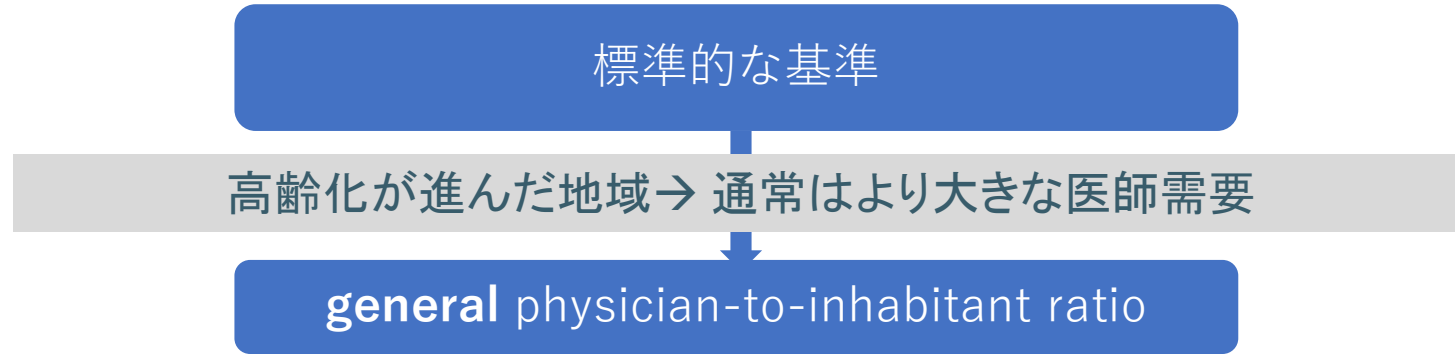 標準的な基準
高齢化が進んだ地域→ 通常はより大きな医師需要
general physician-to-inhabitant ratio